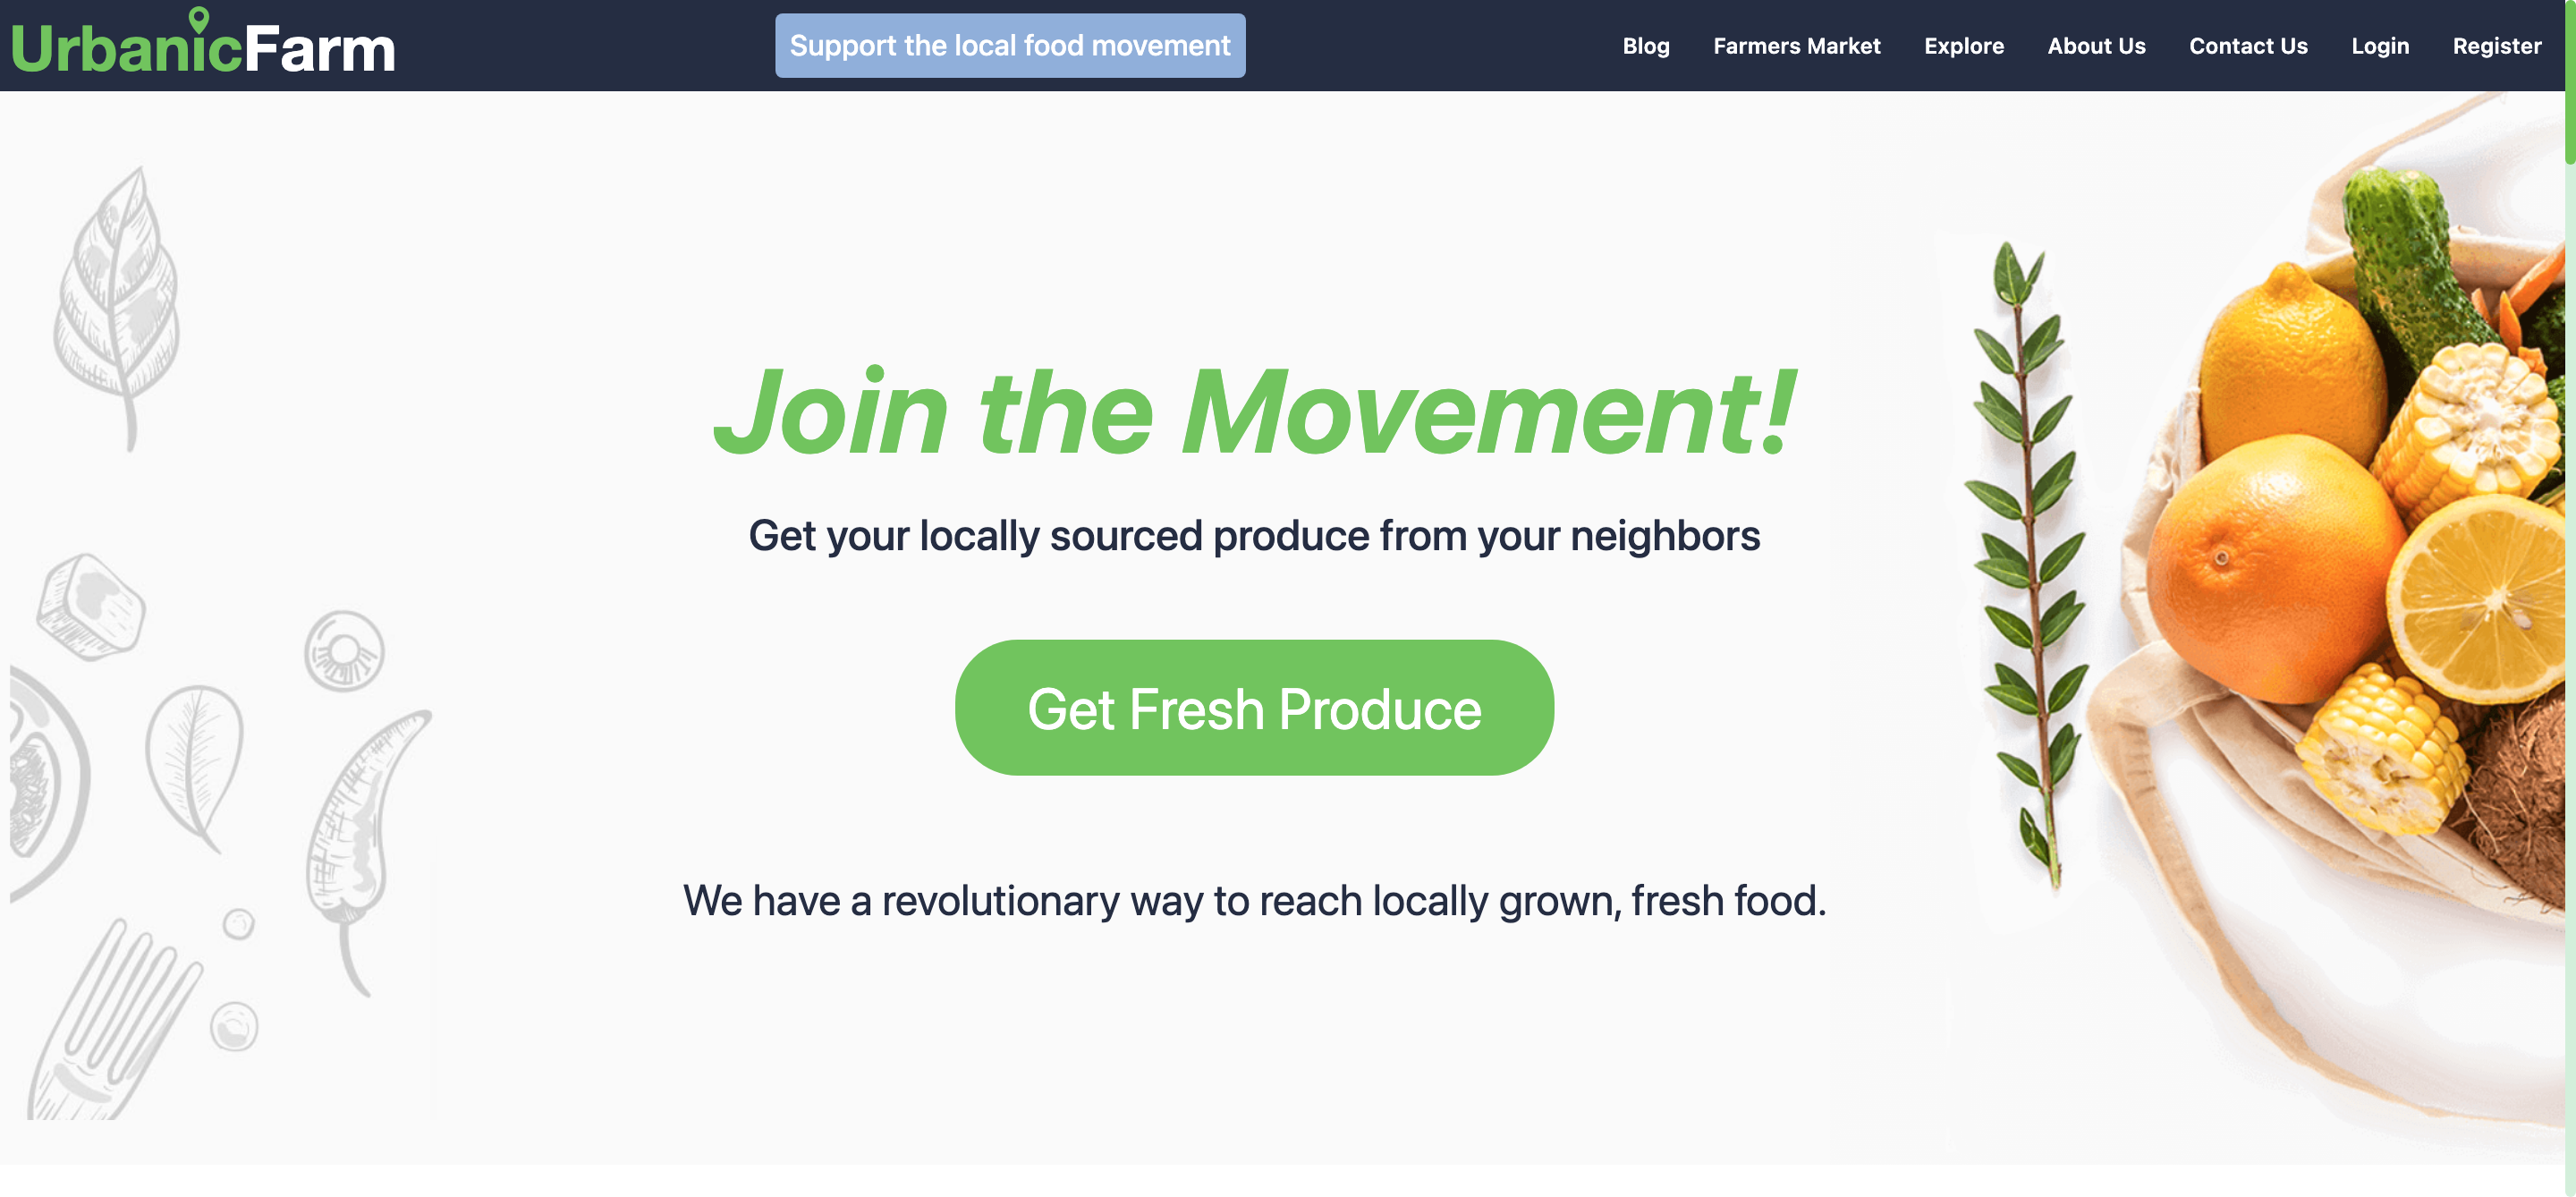 UrbanicFarm
Support the local food movement
Blog
Farmers Market
Explore
About Us
Contact Us
Login
Register
Join the Movement!
Get your locally sourced produce from your neighbors
Get Fresh Produce
We have a revolutionary way to reach locally grown, fresh food.